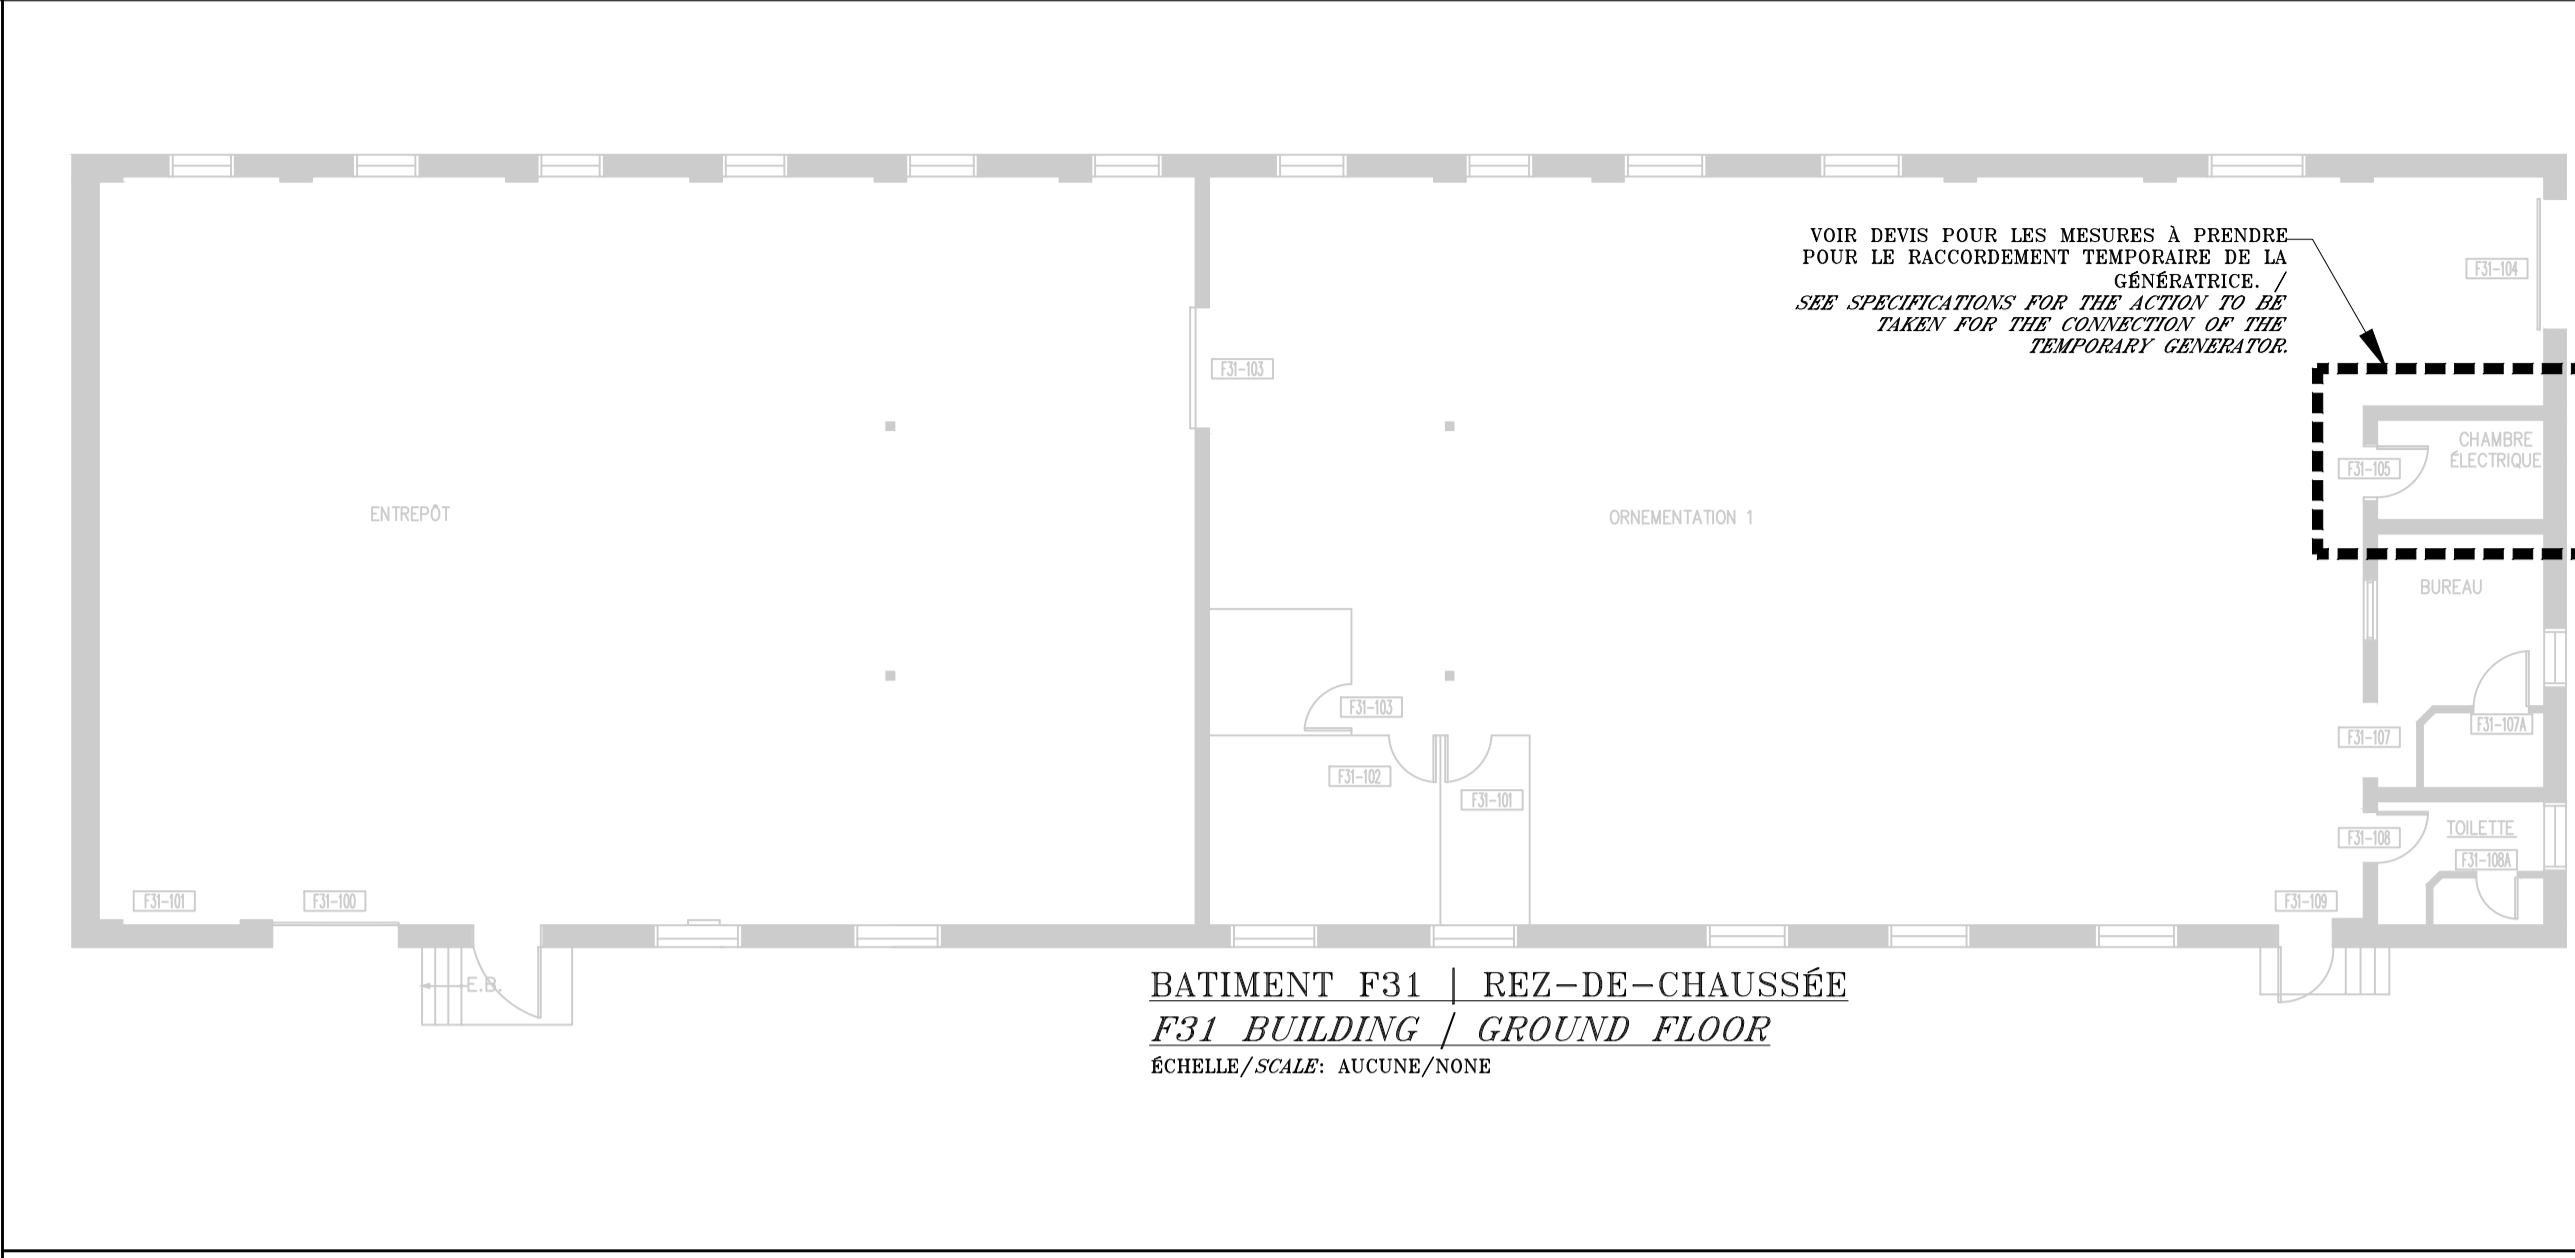 VOIR DEVIS POUR LES MESURES À PRENDRE
POUR LE RACCORDEMENT TEMPORAIRE DE LA
GÉNÉRATRICE. /
SEE SPECIFICATIONS FOR THE ACTION TO BE
TAKEN FOR THE CONNECTION OF THE
TEMPORARY GENERATOR.
F31-104
F31-103
CHAMBRE
ÉLECTRIQUE
F31-105
ENTREPÔT
ORNEMENTATION 1
BUREAU
F31-103
F31-107A
F31-107
F31-102
F31-101
TOILETTE
F31-108
F31-108A
F31-101
F31-100
F31-109
E.B.
BATIMENT F31 | REZ-DE-CHAUSSÉE
F31 BUILDING / GROUND FLOOR
ÉCHELLE/SCALE: AUCUNE/NONE